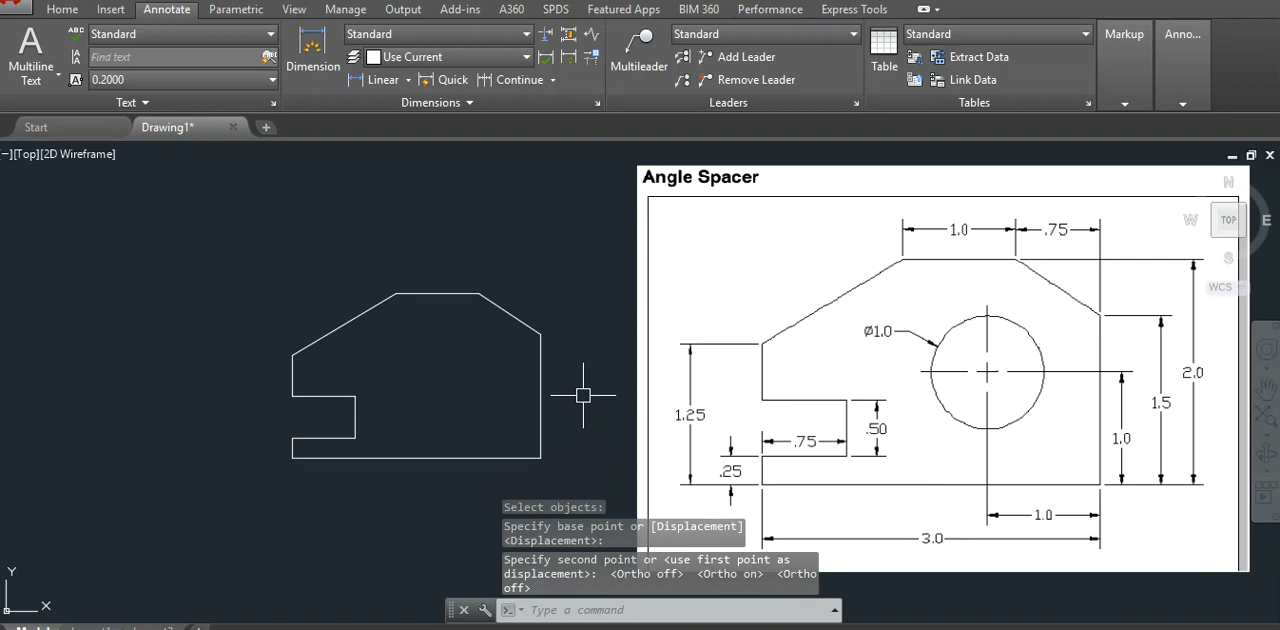 Home Insert Annotate Parametric View Manage Output Add-ins A360 SPDS Featured Apps BIM 360 Performance Express Tools
Multiline
Text
ABC
Standard
Find text
0.2000
Text
Dimension
Standard
Use Current
Linear Quick Continue
Dimensions
Multileader
Standard
Add Leader
Remove Leader
Leaders
Table
Standard
Extract Data
Link Data
Tables
Markup
Anno...
Start Drawing1*
[−][Top][2D Wireframe]
Angle Spacer
N
W TOP E
S
WCS
1.0 .75
Ø1.0
2.0
1.5
1.25
.50
.75
1.0
.25
1.0
3.0
Select objects:
Specify base point or [Displacement]
<Displacement>:
Specify second point or <use first point as
displacement>: <Ortho off> <Ortho on> <Ortho
off>
Type a command
Y
X